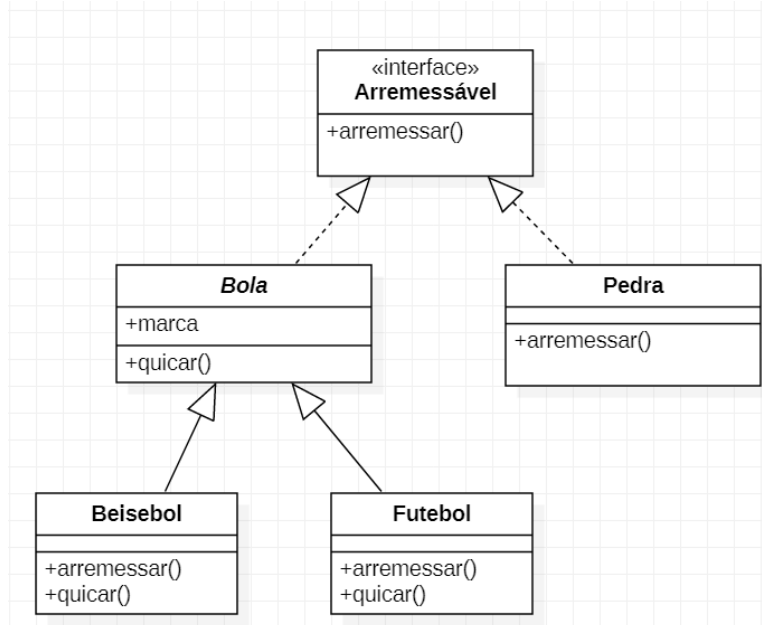 «interface»
Arremessável
+arremessar()
Bola
+marca
+quicar()
Pedra
+arremessar()
Beisebol
+arremessar()
+quicar()
Futebol
+arremessar()
+quicar()